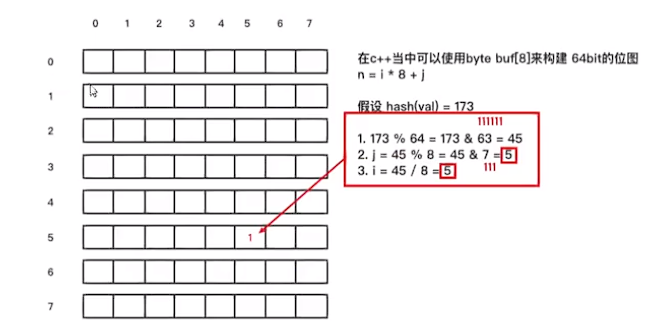 0 1 2 3 4 5 6 7
0
1
2
3
4
5
6
7
1
在c++当中可以使用byte buf[8]来构建 64bit的位图
n = i * 8 + j
假设 hash(val) = 173
111111
1. 173 % 64 = 173 & 63 = 45
2. j = 45 % 8 = 45 & 7 = 5
111
3. i = 45 / 8 = 5